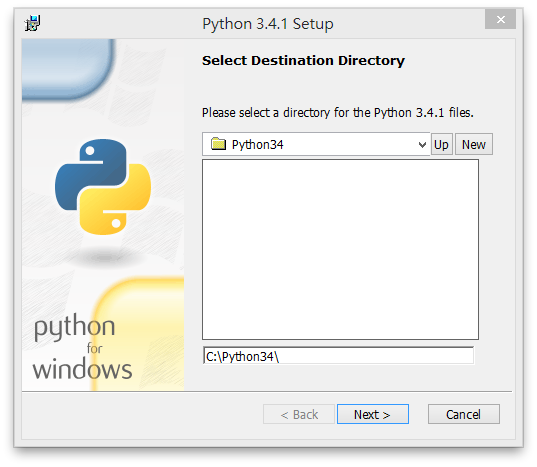 Python 3.4.1 Setup
Select Destination Directory
Please select a directory for the Python 3.4.1 files.
Python34
Up
New
C:\Python34\
python
for
windows
< Back
Next >
Cancel